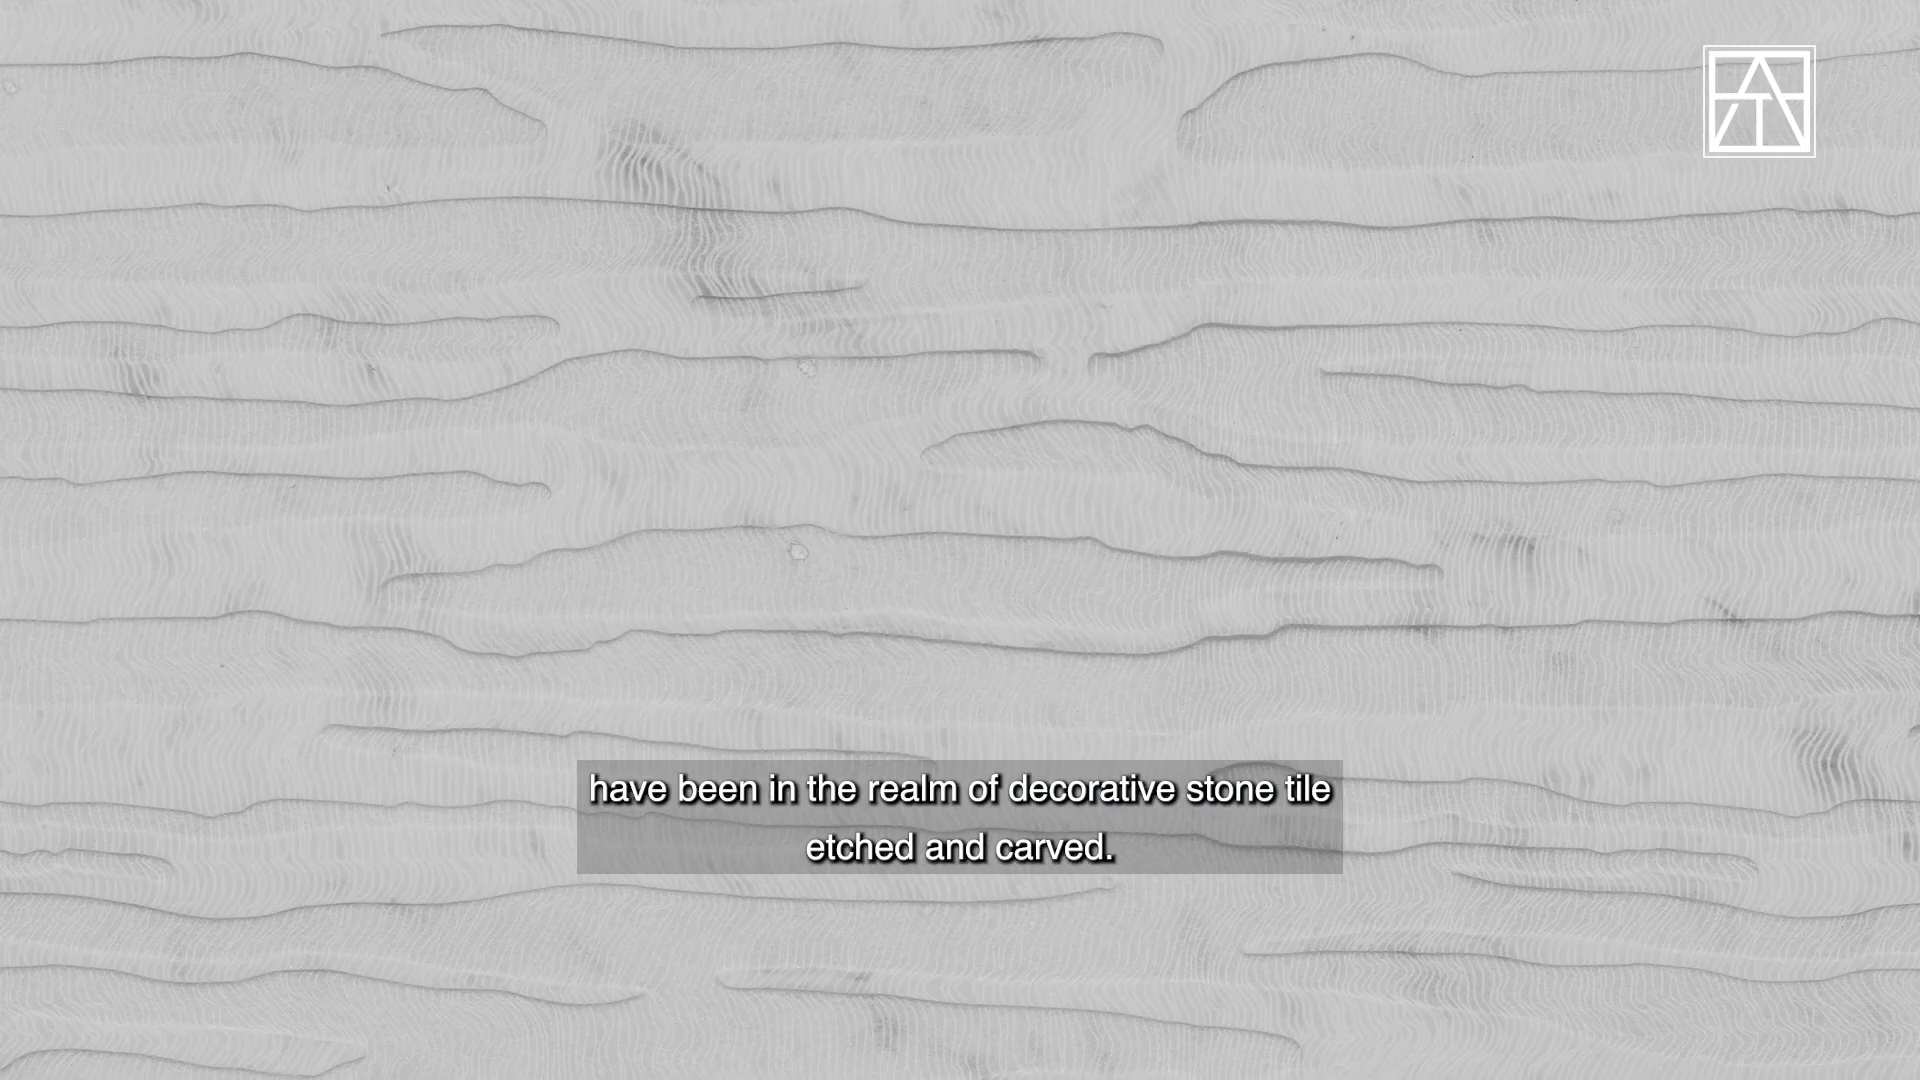 have been in the realm of decorative stone tile
etched and carved.